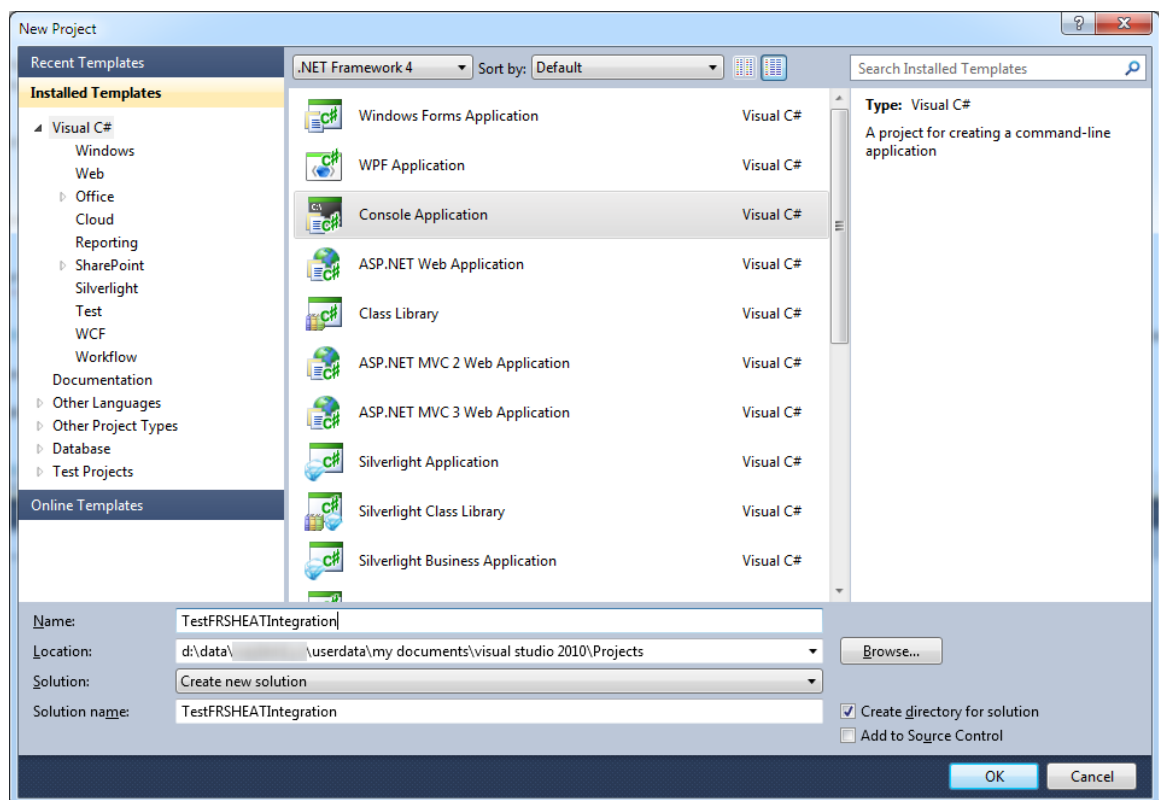 New Project
Recent Templates
.NET Framework 4
Sort by:
Default
Search Installed Templates
Installed Templates
Visual C#
Windows
Web
Office
Cloud
Reporting
SharePoint
Silverlight
Test
WCF
Workflow
Documentation
Other Languages
Other Project Types
Database
Test Projects
Online Templates
Windows Forms Application Visual C#
WPF Application Visual C#
Console Application Visual C#
ASP.NET Web Application Visual C#
Class Library Visual C#
ASP.NET MVC 2 Web Application Visual C#
ASP.NET MVC 3 Web Application Visual C#
Silverlight Application Visual C#
Silverlight Class Library Visual C#
Silverlight Business Application Visual C#
Type: Visual C#
A project for creating a command-line
application
Name: TestFRSHEATIntegration
Location: d:\data\ \userdata\my documents\visual studio 2010\Projects
Browse...
Solution: Create new solution
Solution name: TestFRSHEATIntegration
Create directory for solution
Add to Source Control
OK
Cancel